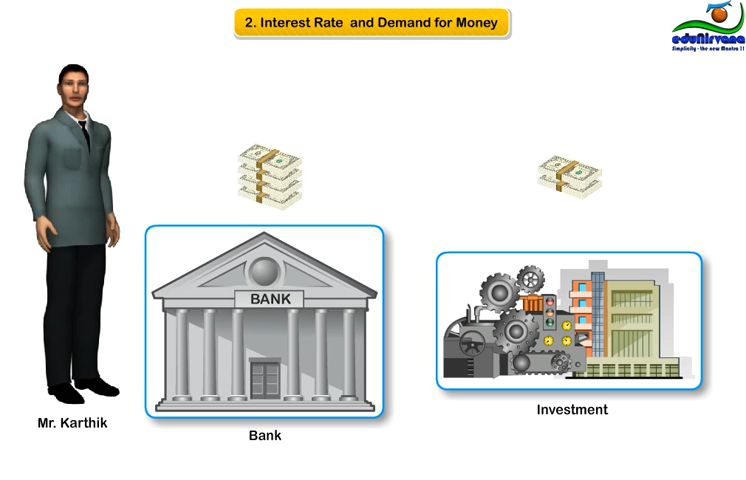 2. Interest Rate and Demand for Money
eduNirvana
Simplicity - the new Mantra !!
BANK
Mr. Karthik
Bank
Investment